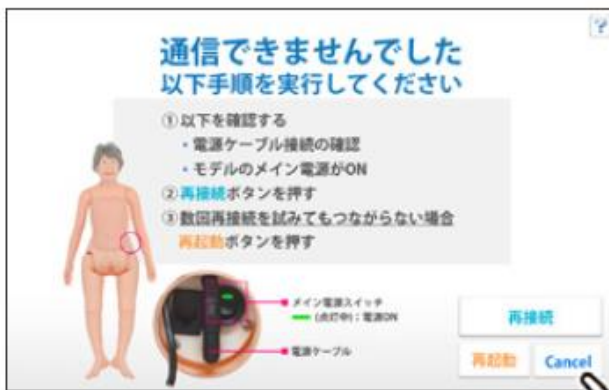 ?
通信できませんでした
以下手順を実行してください
①以下を確認する
・電源ケーブル接続の確認
・モデルのメイン電源がON
②再接続ボタンを押す
③数回再接続を試みてもつながらない場合
再起動ボタンを押す
メイン電源スイッチ
(点灯中)：電源ON
電源ケーブル
再接続
再起動
Cancel